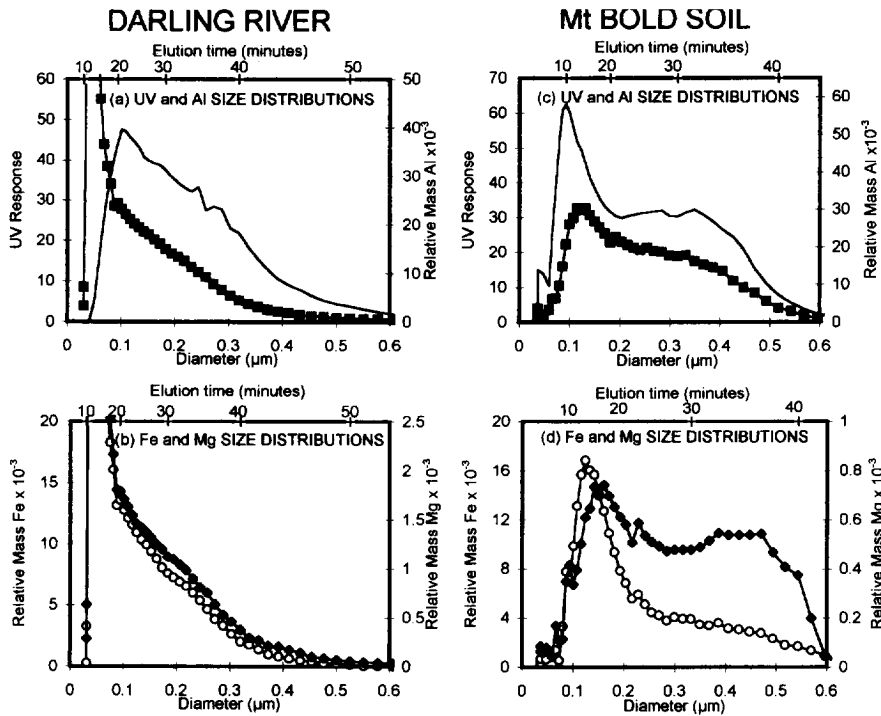 DARLING RIVER
Elution time (minutes)
10 20 30 40 50
60 50 40 30 20 10 0
UV Response
(a) UV and Al SIZE DISTRIBUTIONS
50 40 30 20 10 0
Relative Mass Al x10-3
0 0.1 0.2 0.3 0.4 0.5 0.6
Diameter (µm)
Mt BOLD SOIL
Elution time (minutes)
10 20 30 40
70 60 50 40 30 20 10 0
UV Response
(c) UV and Al SIZE DISTRIBUTIONS
60 50 40 30 20 10 0
Relative Mass Al x10-3
0 0.1 0.2 0.3 0.4 0.5 0.6
Diameter (µm)
Elution time (minutes)
10 20 30 40 50
20 15 10 5 0
Relative Mass Fe x 10-3
(b) Fe and Mg SIZE DISTRIBUTIONS
2.5 2 1.5 1 0.5 0
Relative Mass Mg x 10-3
0 0.1 0.2 0.3 0.4 0.5 0.6
Diameter (µm)
Elution time (minutes)
10 20 30 40
20 16 12 8 4 0
Relative Mass Fe x 10-3
(d) Fe and Mg SIZE DISTRIBUTIONS
1 0.8 0.6 0.4 0.2 0
Relative Mass Mg x 10-3
0 0.1 0.2 0.3 0.4 0.5 0.6
Diameter (µm)